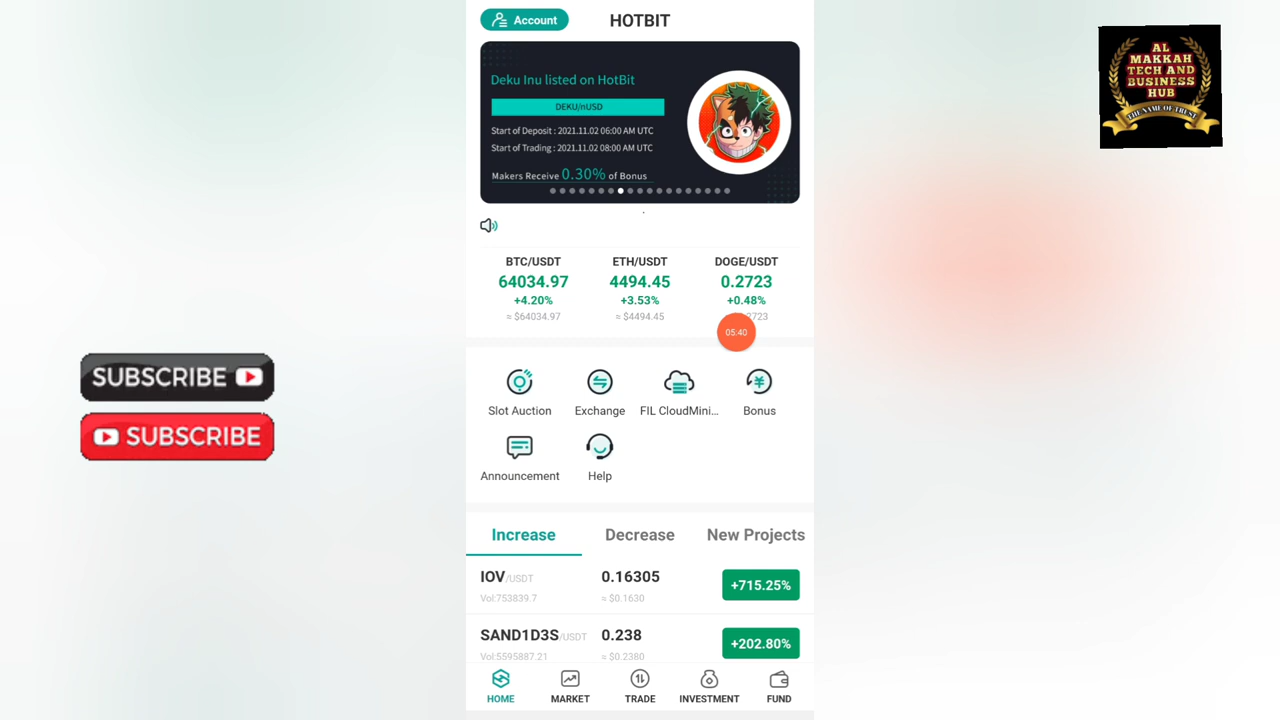 Account
HOTBIT
Deku Inu listed on HotBit
DEKU/nUSD
Start of Deposit : 2021.11.02 06:00 AM UTC
Start of Trading : 2021.11.02 08:00 AM UTC
Makers Receive 0.30% of Bonus
AL
MAKKAH
TECH AND
BUSINESS
HUB
THE NAME OF TRUST
BTC/USDT ETH/USDT DOGE/USDT
64034.97 4494.45 0.2723
+4.20% +3.53% +0.48%
≈ $64034.97 ≈ $4494.45 2723
05:40
SUBSCRIBE
SUBSCRIBE
Slot Auction Exchange FIL CloudMini... Bonus
Announcement Help
Increase Decrease New Projects
IOV/USDT 0.16305 +715.25%
Vol:753839.7 ≈ $0.1630
SAND1D3S/USDT 0.238 +202.80%
Vol:5595887.21 ≈ $0.2380
HOME MARKET TRADE INVESTMENT FUND